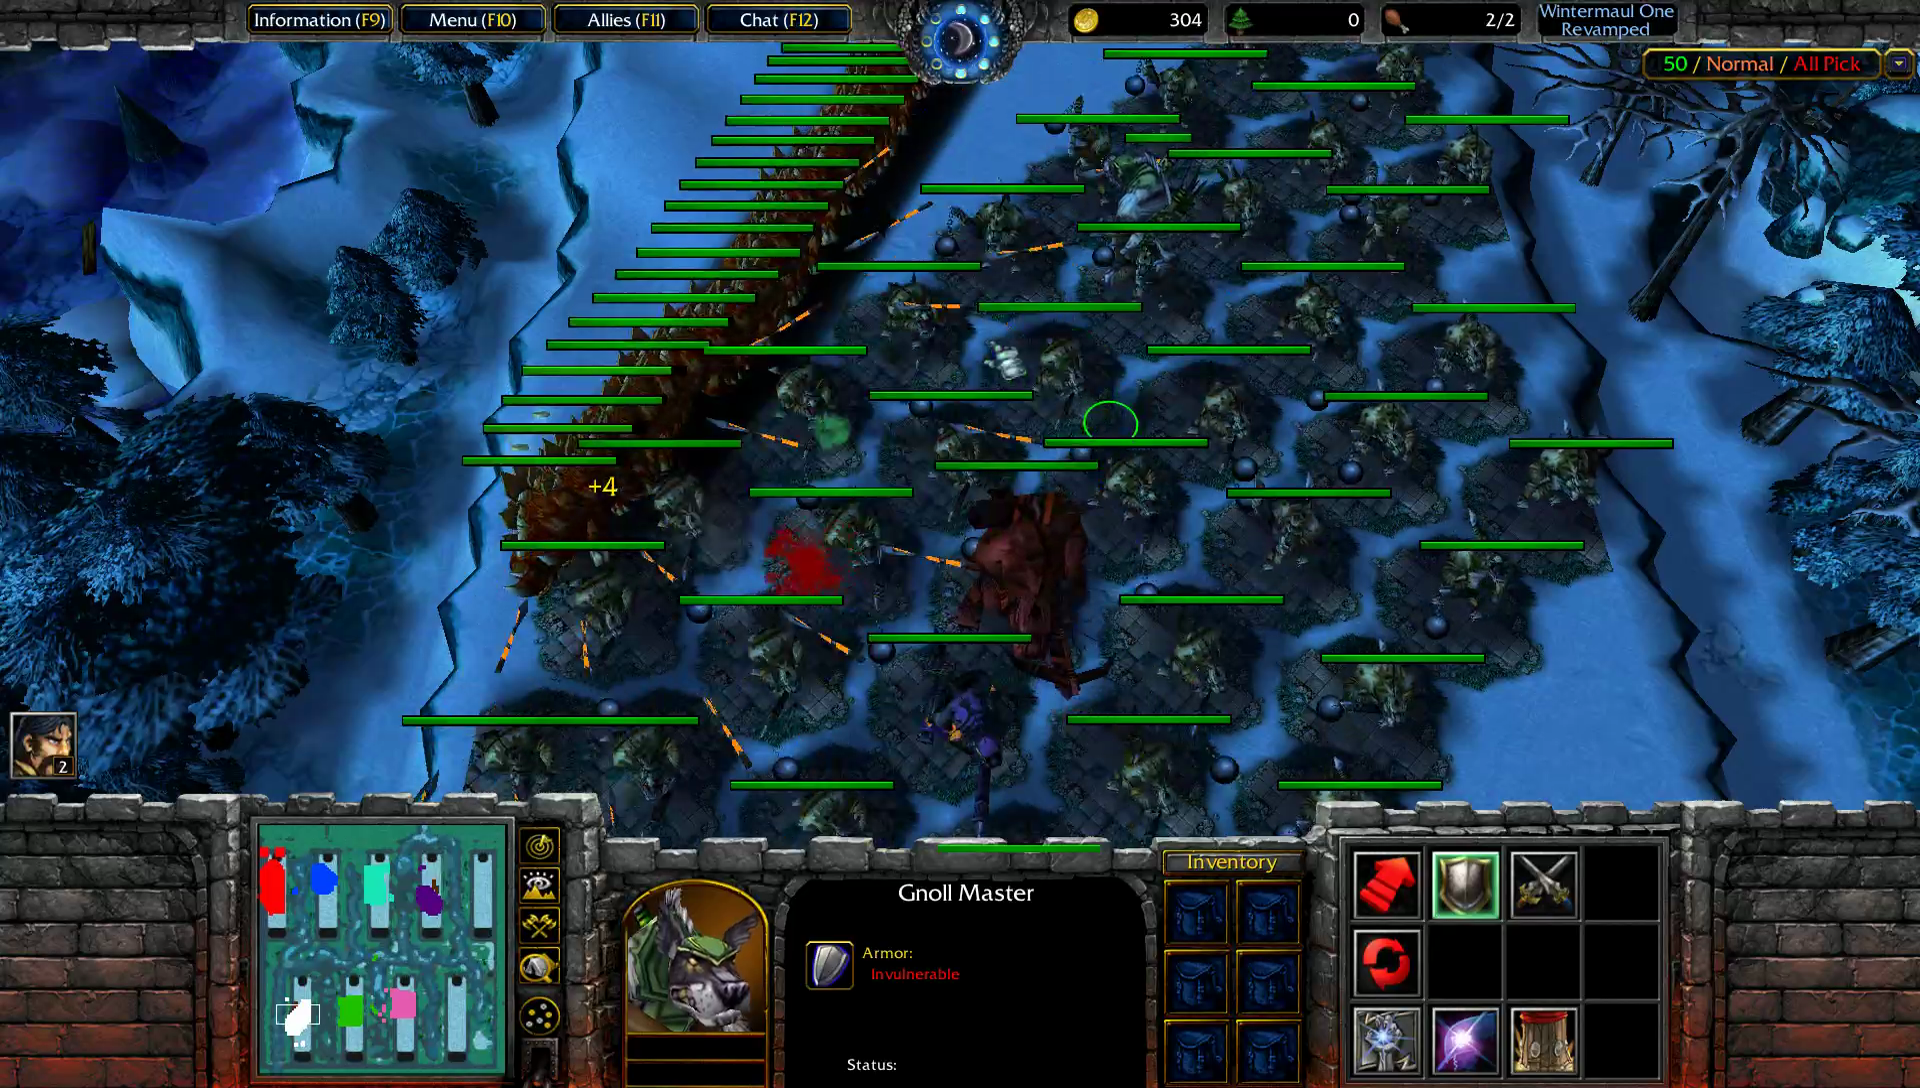 Information (F9)
Menu (F10)
Allies (F11)
Chat (F12)
304
0
2/2
Wintermaul One
Revamped
50 / Normal / All Pick
+4
2
Gnoll Master
Armor:
Invulnerable
Status:
Inventory